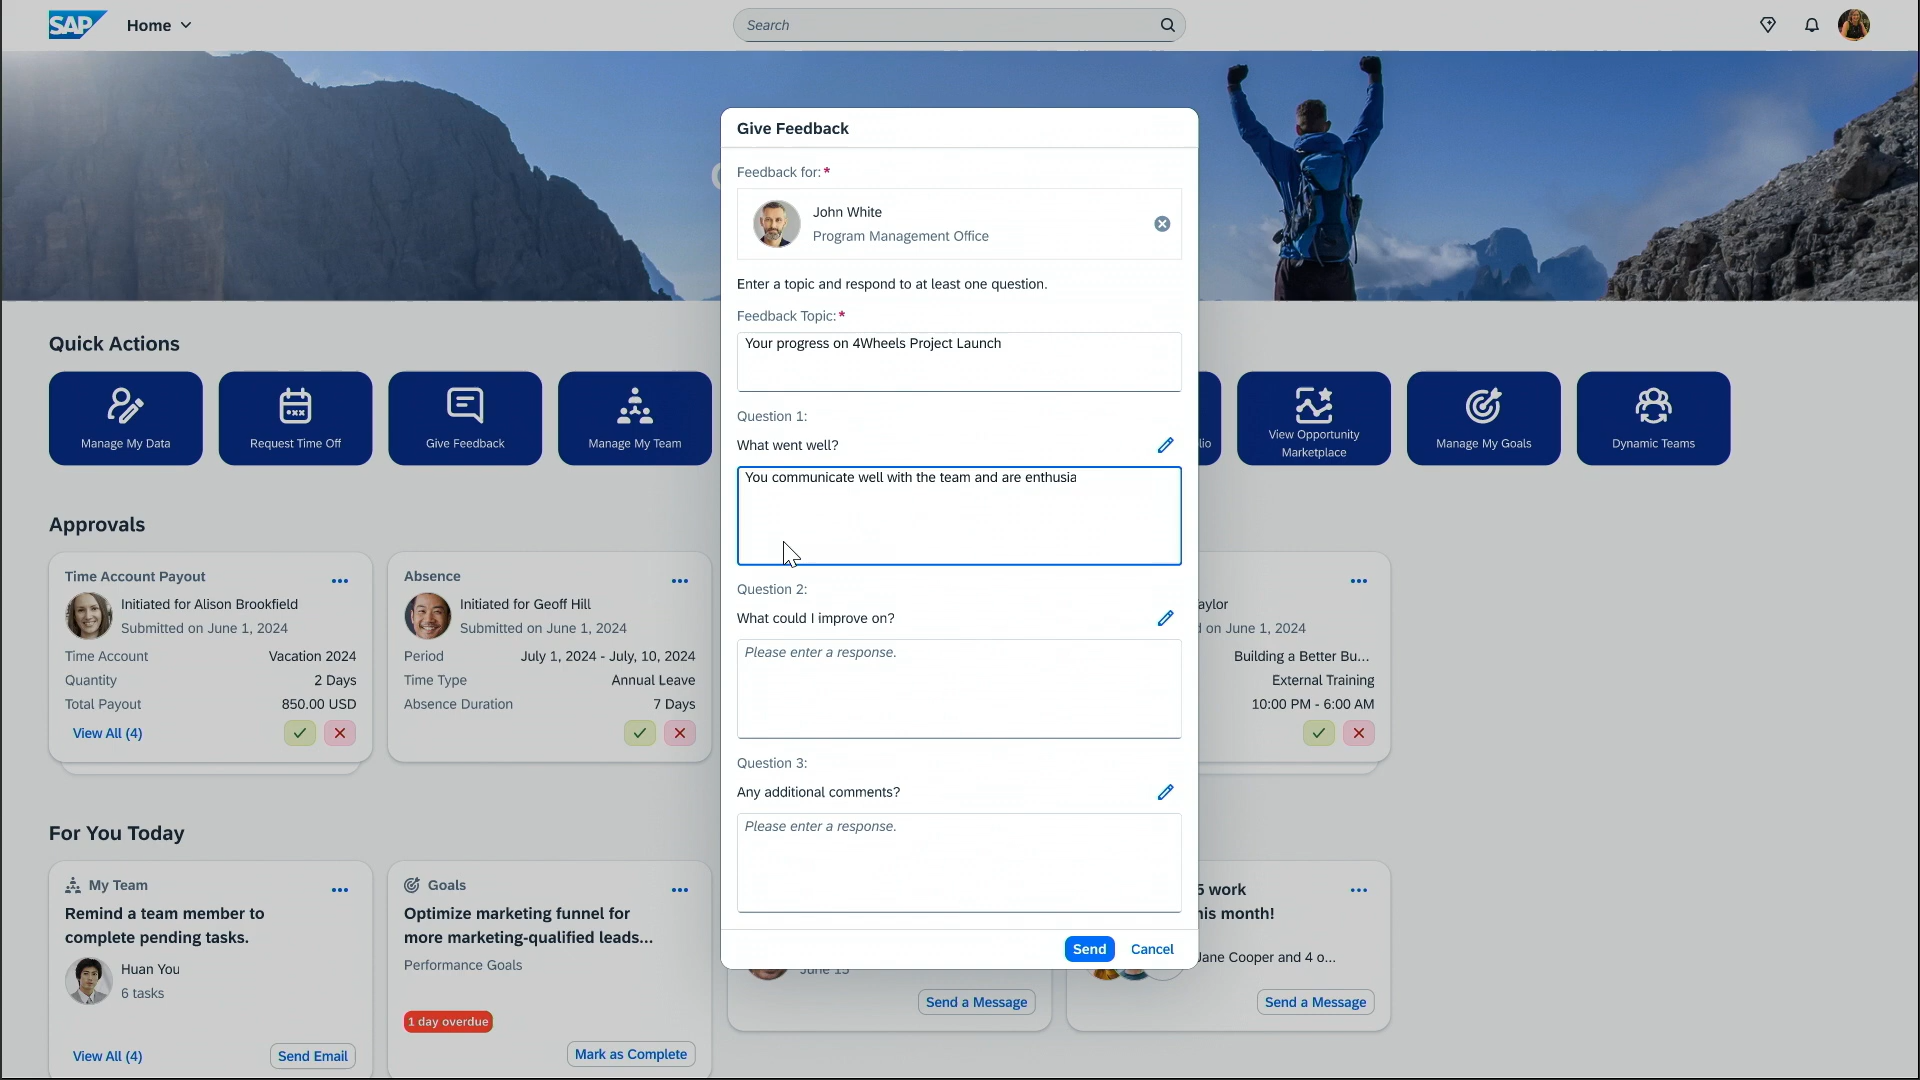 SAP
Home
Search
Give Feedback
Feedback for:*
John White
Program Management Office
Enter a topic and respond to at least one question.
Feedback Topic:*
Your progress on 4Wheels Project Launch
Question 1:
What went well?
You communicate well with the team and are enthusia
Question 2:
What could I improve on?
Please enter a response.
Question 3:
Any additional comments?
Please enter a response.
Send
Cancel
Quick Actions
Manage My Data
Request Time Off
Give Feedback
Manage My Team
lio
View Opportunity
Marketplace
Manage My Goals
Dynamic Teams
Approvals
Time Account Payout
Initiated for Alison Brookfield
Submitted on June 1, 2024
Time Account Vacation 2024
Quantity 2 Days
Total Payout 850.00 USD
View All (4)
Absence
Initiated for Geoff Hill
Submitted on June 1, 2024
Period July 1, 2024 - July, 10, 2024
Time Type Annual Leave
Absence Duration 7 Days
aylor
on June 1, 2024
Building a Better Bu...
External Training
10:00 PM - 6:00 AM
For You Today
My Team
Remind a team member to
complete pending tasks.
Huan You
6 tasks
View All (4)
Send Email
Goals
Optimize marketing funnel for
more marketing-qualified leads...
Performance Goals
1 day overdue
Mark as Complete
Send a Message
5 work
his month!
Jane Cooper and 4 o...
Send a Message